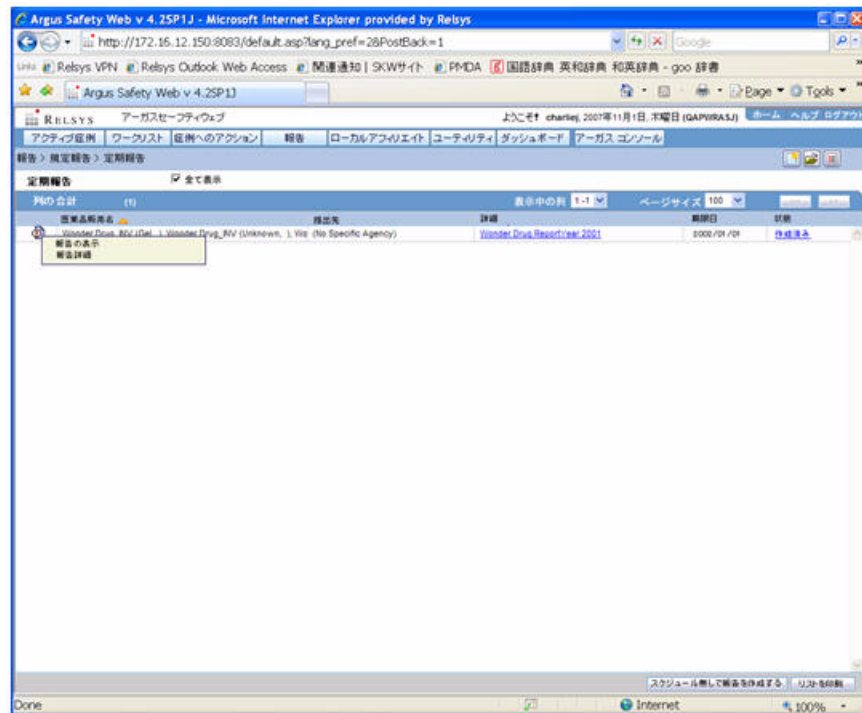 Argus Safety Web v 4.2SP1J - Microsoft Internet Explorer provided by Relsys
http://172.16.12.150:8083/default.asp?lang_pref=2&PostBack=1
Google
Links Relsys VPN Relsys Outlook Web Access 関連通知 | SKWサイト PMDA 国語辞典 英和辞典 和英辞典 - goo 辞書
Argus Safety Web v 4.2SP1J
Page Tools
RELSYS アーガスセーフティウェブ ようこそ! charliej, 2007年11月1日, 木曜日 (QAPWRASJ) ホーム ヘルプ ログアウト
アクティブ症例 ワークリスト 症例へのアクション 報告 ローカルアフィリエイト ユーティリティ ダッシュボード アーガス コンソール
報告 > 規定報告 > 定期報告
定期報告 全て表示
列の合計 (1) 表示中の列 1-1 ページサイズ 100
医薬品販売名 提出先 詳細 期限日 状態
Wonder Drug_INV (Unknown, ), Wo (No Specific Agency) Wonder Drug Report:year 2001 2002/01/01 作成済み
報告の表示
報告詳細
スケジュール無しで報告を作成する リストを印刷
Done Internet 100%